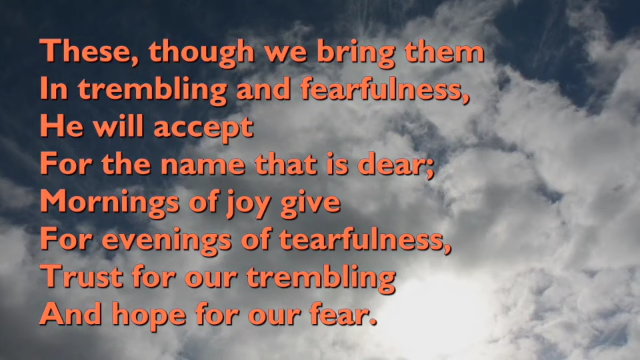 These, though we bring them
In trembling and fearfulness,
He will accept
For the name that is dear;
Mornings of joy give
For evenings of tearfulness,
Trust for our trembling
And hope for our fear.